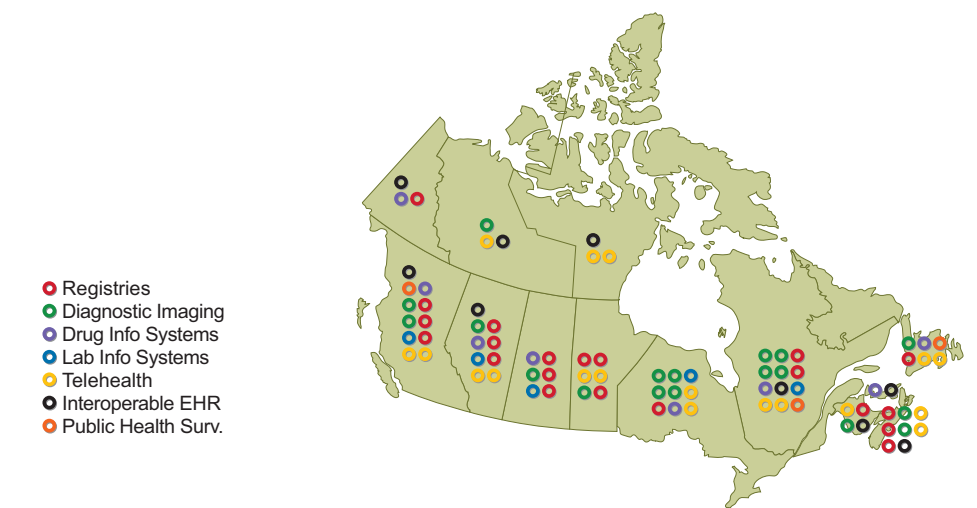 Registries
Diagnostic Imaging
Drug Info Systems
Lab Info Systems
Telehealth
Interoperable EHR
Public Health Surv.